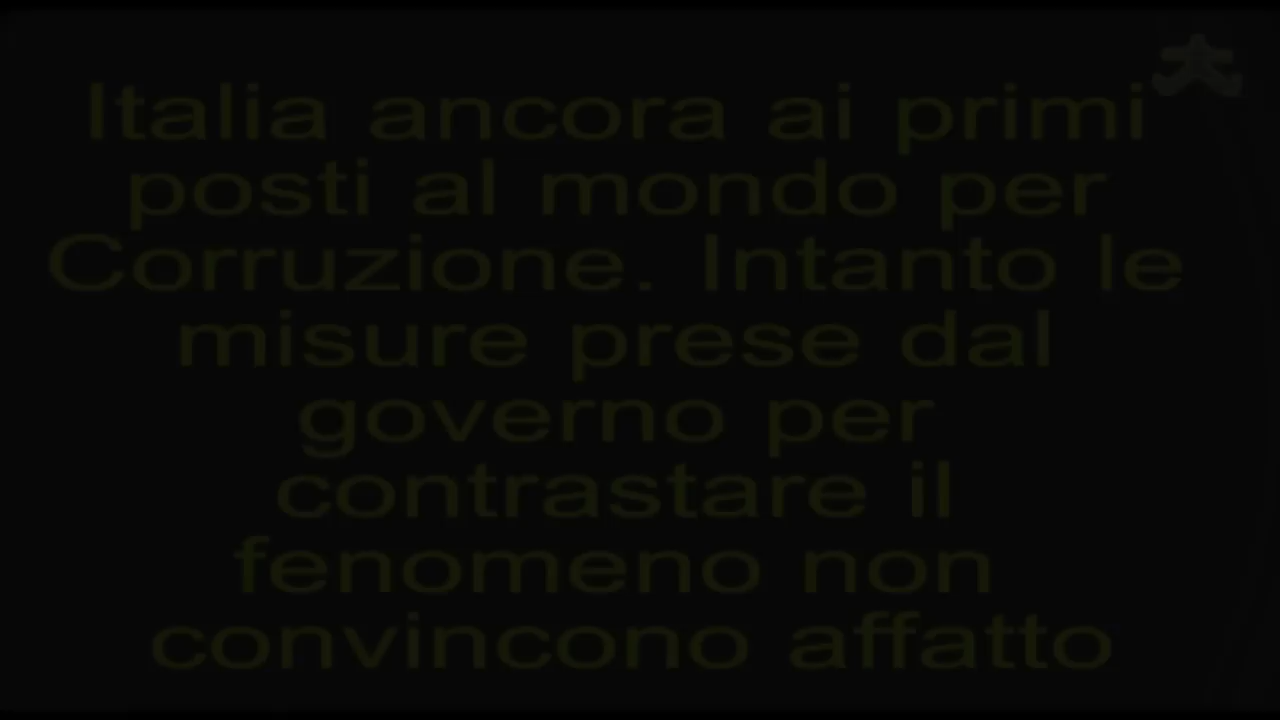 Italia ancora ai primi
posti al mondo per
Corruzione. Intanto le
misure prese dal
governo per
contrastare il
fenomeno non
convincono affatto